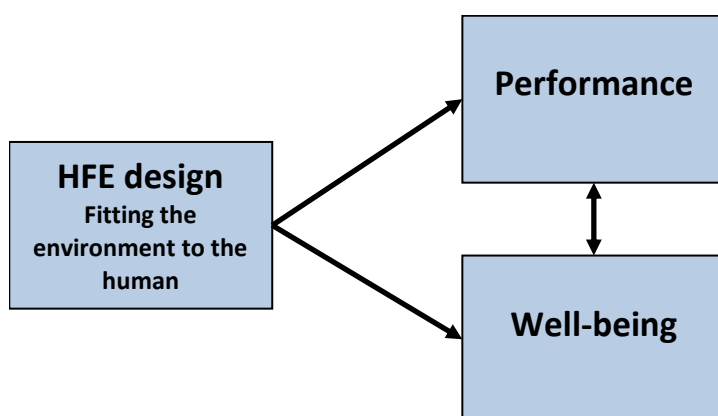 Performance
HFE design
Fitting the
environment to the
human
Well-being